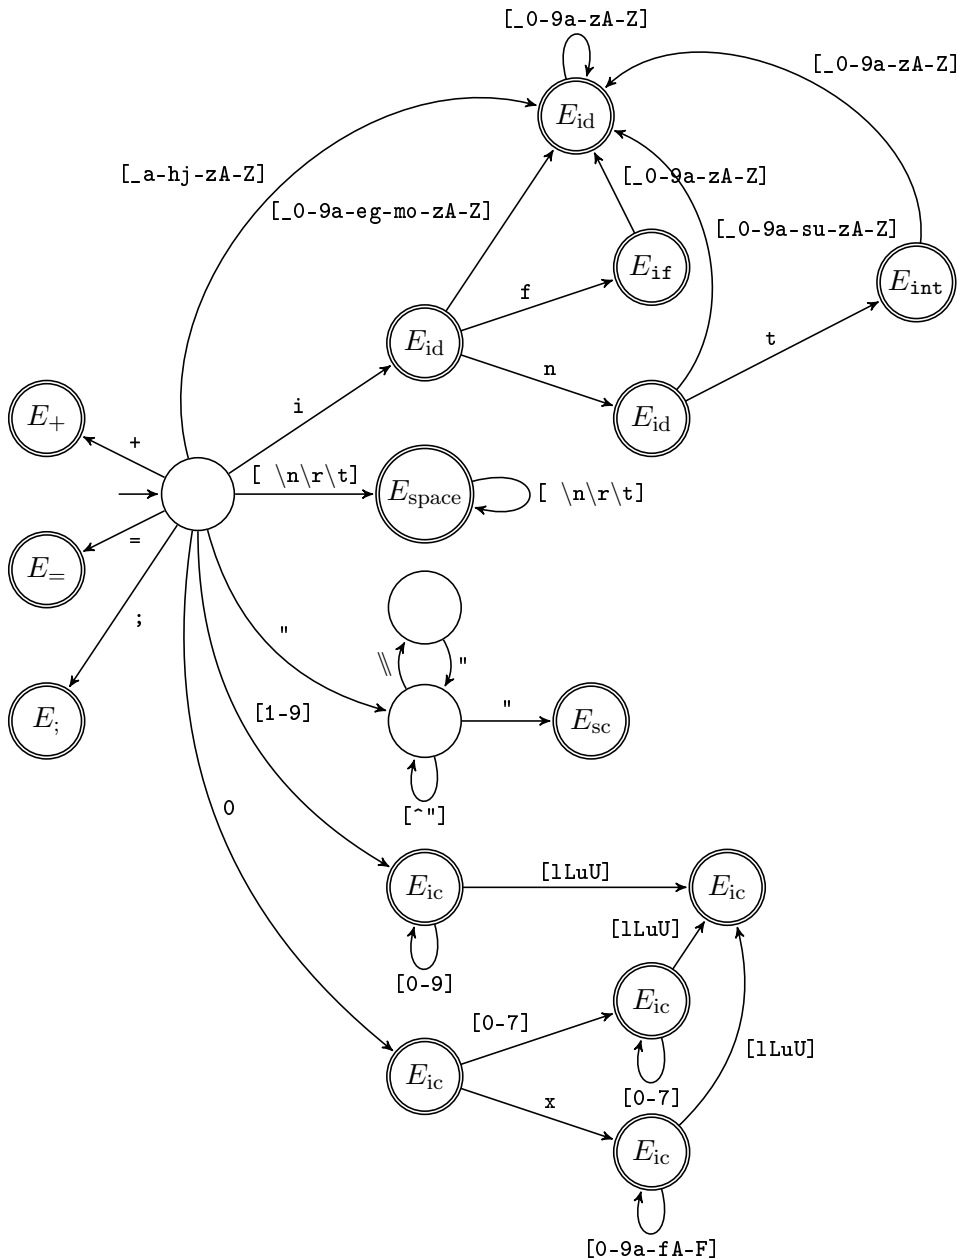 [_0-9a-zA-Z]
[_0-9a-zA-Z]
E_id
[_a-hj-zA-Z]
[_0-9a-zA-Z]
[_0-9a-eg-mo-zA-Z]
[_0-9a-su-zA-Z]
E_if
E_int
f
E_id
t
n
i
E_+
E_id
+
[ \n\r\t]
E_space
[ \n\r\t]
=
E_=
;
"
\\
"
E_;
[1-9]
"
E_sc
0
[^"]
[lLuU]
E_ic
E_ic
[lLuU]
[0-9]
E_ic
[0-7]
[lLuU]
E_ic
[0-7]
x
E_ic
[0-9a-fA-F]